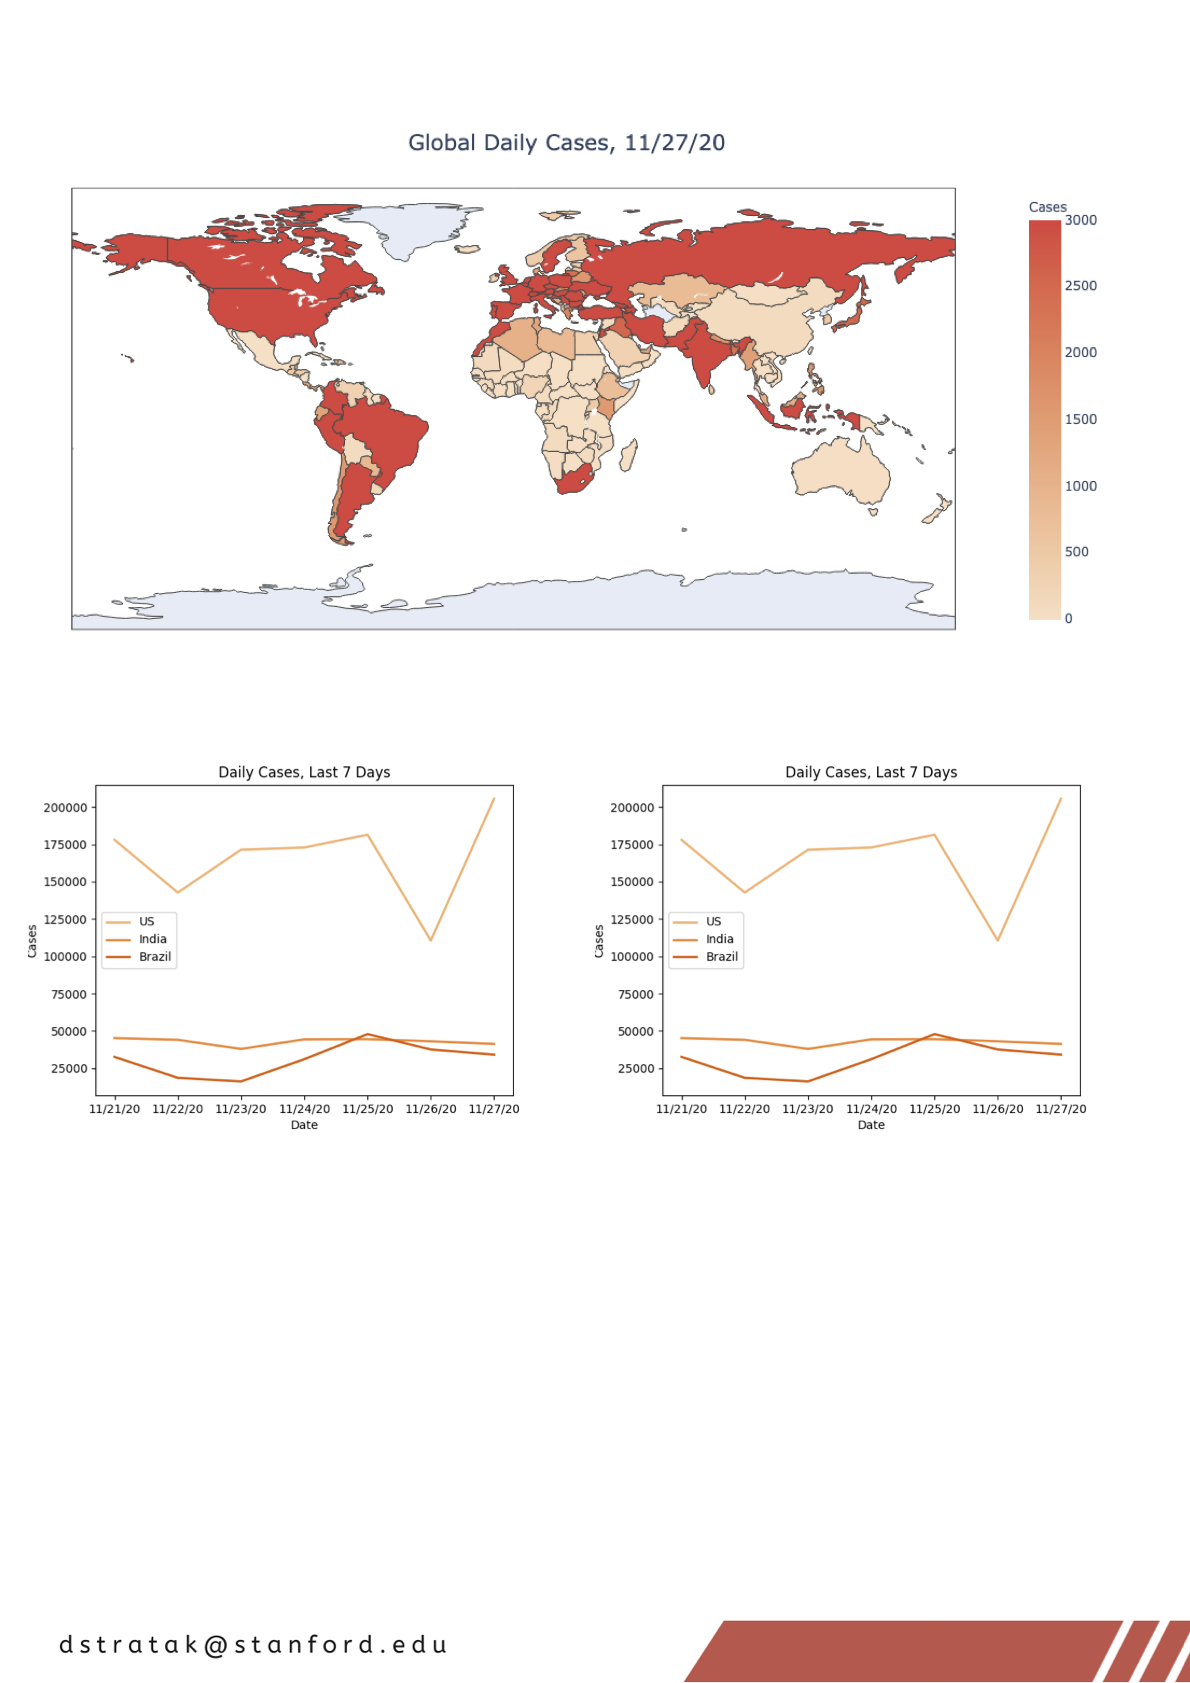 Global Daily Cases, 11/27/20
Cases
3000
2500
2000
1500
1000
500
0
Daily Cases, Last 7 Days
200000
175000
150000
125000
100000
75000
50000
25000
Cases
US
India
Brazil
11/21/20 11/22/20 11/23/20 11/24/20 11/25/20 11/26/20 11/27/20
Date
Daily Cases, Last 7 Days
200000
175000
150000
125000
100000
75000
50000
25000
Cases
US
India
Brazil
11/21/20 11/22/20 11/23/20 11/24/20 11/25/20 11/26/20 11/27/20
Date
dstratak@stanford.edu